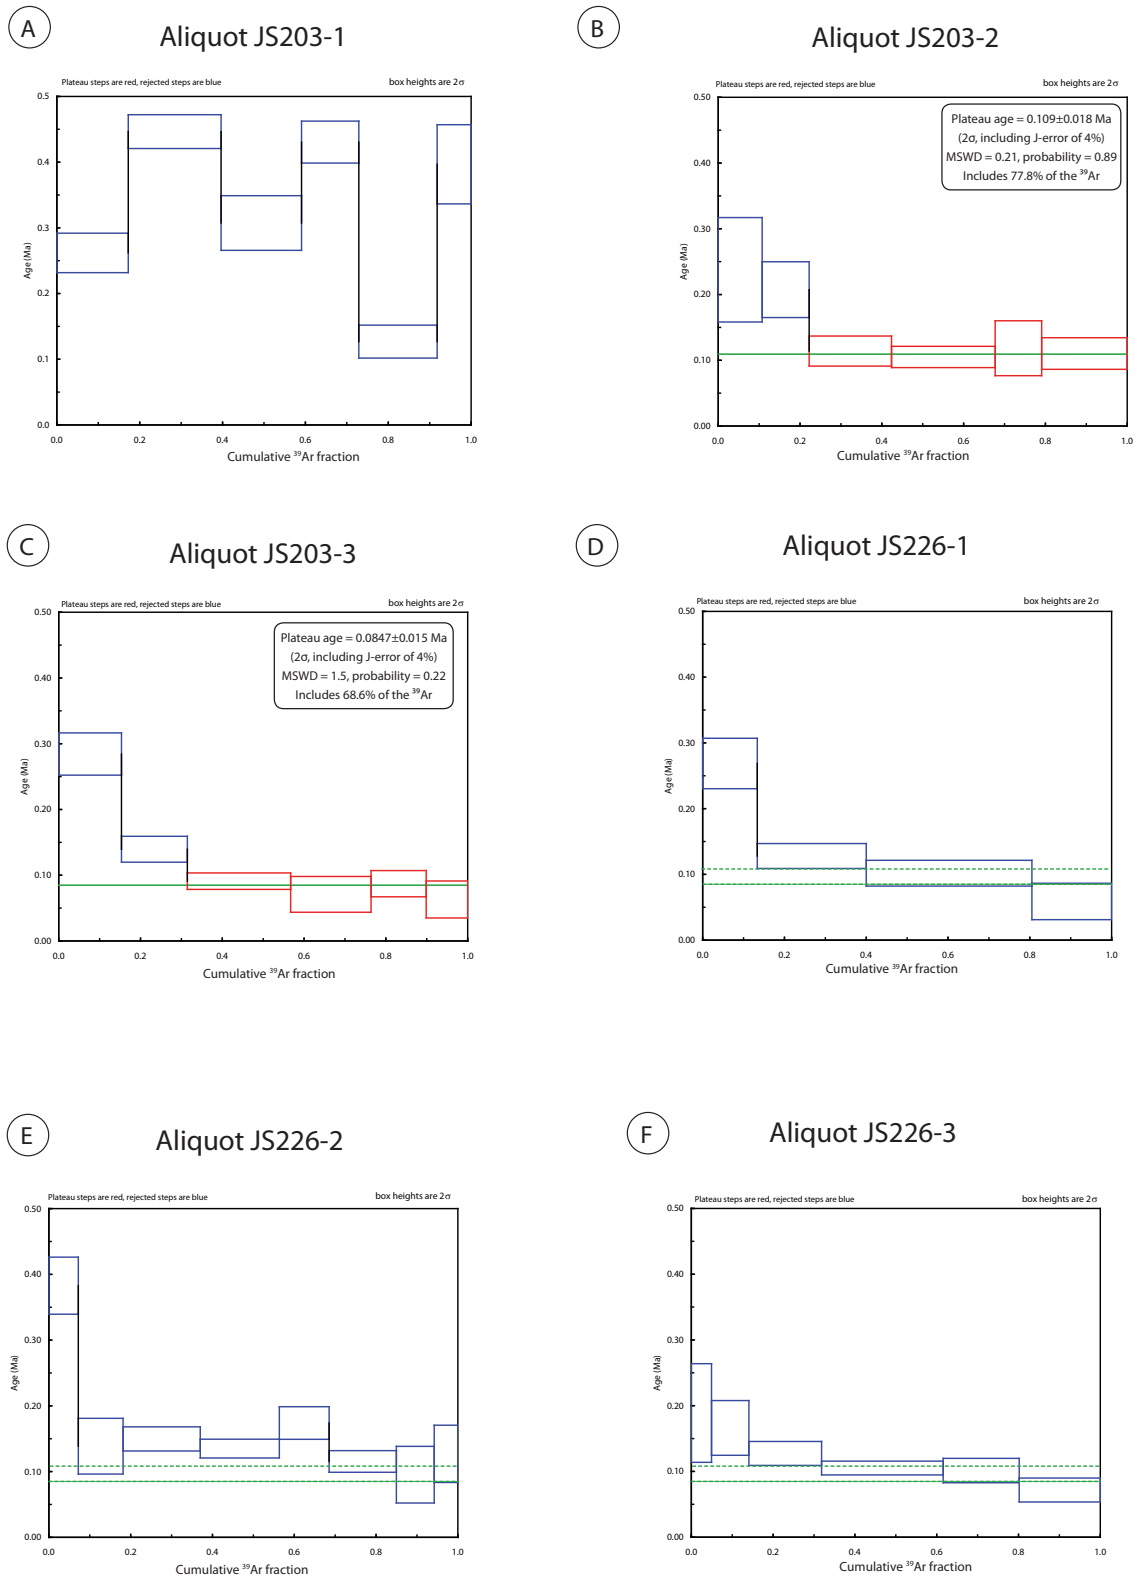 A
Aliquot JS203-1
Plateau steps are red, rejected steps are blue
box heights are 2σ
0.5
0.4
0.3
0.2
0.1
0.0
Age (Ma)
0.0 0.2 0.4 0.6 0.8 1.0
Cumulative ³⁹Ar fraction
B
Aliquot JS203-2
Plateau steps are red, rejected steps are blue
box heights are 2σ
Plateau age = 0.109±0.018 Ma
(2σ, including J-error of 4%)
MSWD = 0.21, probability = 0.89
Includes 77.8% of the ³⁹Ar
0.50
0.40
0.30
0.20
0.10
0.00
Age (Ma)
0.0 0.2 0.4 0.6 0.8 1.0
Cumulative ³⁹Ar fraction
C
Aliquot JS203-3
Plateau steps are red, rejected steps are blue
box heights are 2σ
Plateau age = 0.0847±0.015 Ma
(2σ, including J-error of 4%)
MSWD = 1.5, probability = 0.22
Includes 68.6% of the ³⁹Ar
0.50
0.40
0.30
0.20
0.10
0.00
Age (Ma)
0.0 0.2 0.4 0.6 0.8 1.0
Cumulative ³⁹Ar fraction
D
Aliquot JS226-1
Plateau steps are red, rejected steps are blue
box heights are 2σ
0.50
0.40
0.30
0.20
0.10
0.00
Age (Ma)
0.0 0.2 0.4 0.6 0.8 1.0
Cumulative ³⁹Ar fraction
E
Aliquot JS226-2
Plateau steps are red, rejected steps are blue
box heights are 2σ
0.50
0.40
0.30
0.20
0.10
0.00
Age (Ma)
0.0 0.2 0.4 0.6 0.8 1.0
Cumulative ³⁹Ar fraction
F
Aliquot JS226-3
Plateau steps are red, rejected steps are blue
box heights are 2σ
0.50
0.40
0.30
0.20
0.10
0.00
Age (Ma)
0.0 0.2 0.4 0.6 0.8 1.0
Cumulative ³⁹Ar fraction